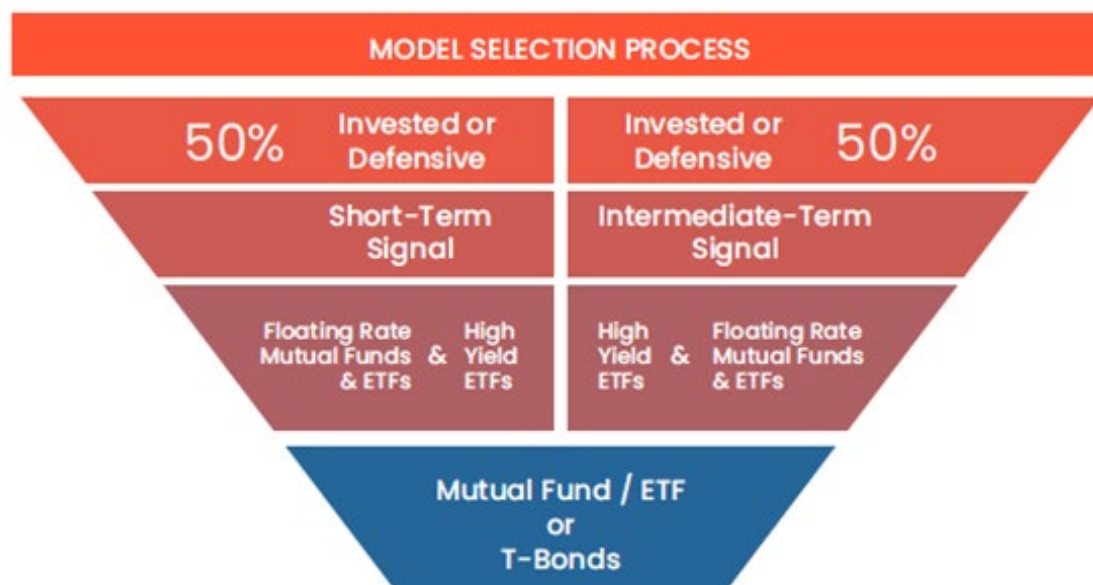 MODEL SELECTION PROCESS
50%
Invested or
Defensive
Invested or
Defensive
50%
Short-Term
Signal
Intermediate-Term
Signal
Floating Rate
Mutual Funds
& ETFs
&
High
Yield
ETFs
High
Yield
ETFs
&
Floating Rate
Mutual Funds
& ETFs
Mutual Fund / ETF
or
T-Bonds